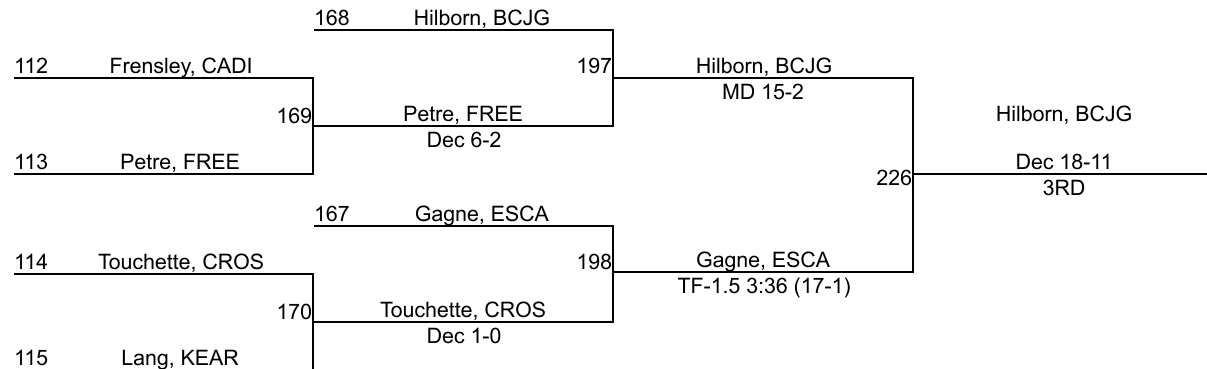 168 Hilborn, BCJG
112 Frensley, CADI
197 Hilborn, BCJG
MD 15-2
169 Petre, FREE
Dec 6-2
Hilborn, BCJG
113 Petre, FREE
Dec 18-11
226
3RD
167 Gagne, ESCA
114 Touchette, CROS
198 Gagne, ESCA
TF-1.5 3:36 (17-1)
170 Touchette, CROS
Dec 1-0
115 Lang, KEAR